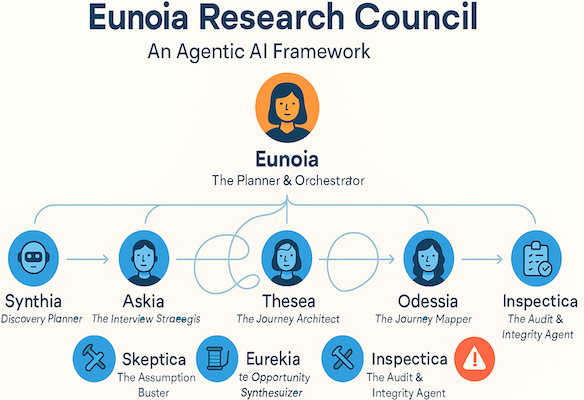 Eunoia Research Council
An Agentic AI Framework
Eunoia
The Planner & Orchestrator
Synthia
Discovery Planner
Askia
The Interview
Thesea
The Journey Architect
Odessia
The Journey Mapper
Inspectica
The Audit &
Integrity Agent
Skeptica
The Assumption
Buster
Eurekia
te Opportunity
Synthesuizer
Inspectica
The Audit &
Integrity Agent